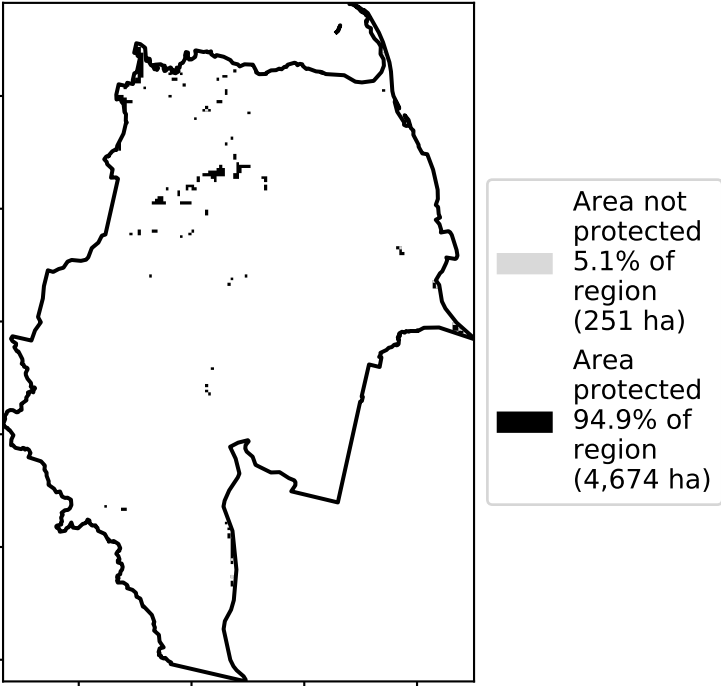 Area not
protected
5.1% of
region
(251 ha)
Area
protected
94.9% of
region
(4,674 ha)